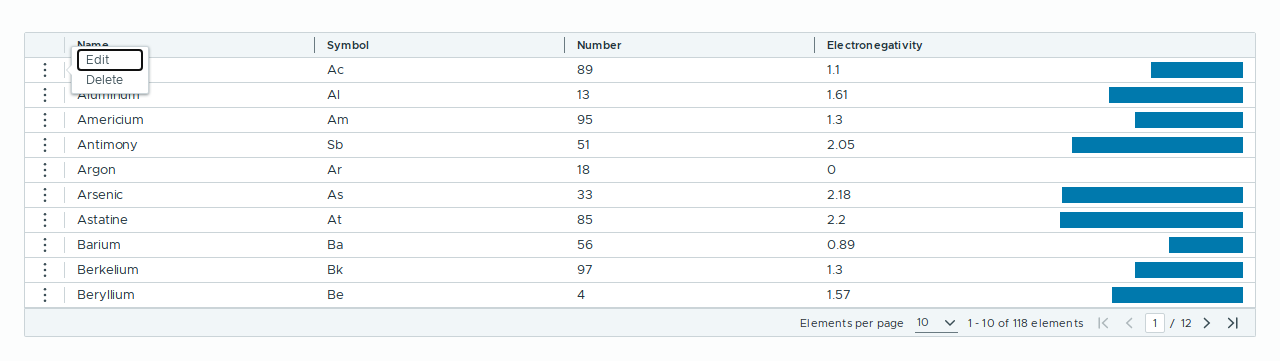 Name Symbol Number Electronegativity
Edit
Delete
Ac 89 1.1
Aluminum Al 13 1.61
Americium Am 95 1.3
Antimony Sb 51 2.05
Argon Ar 18 0
Arsenic As 33 2.18
Astatine At 85 2.2
Barium Ba 56 0.89
Berkelium Bk 97 1.3
Beryllium Be 4 1.57
Elements per page 10 1 - 10 of 118 elements 1 / 12